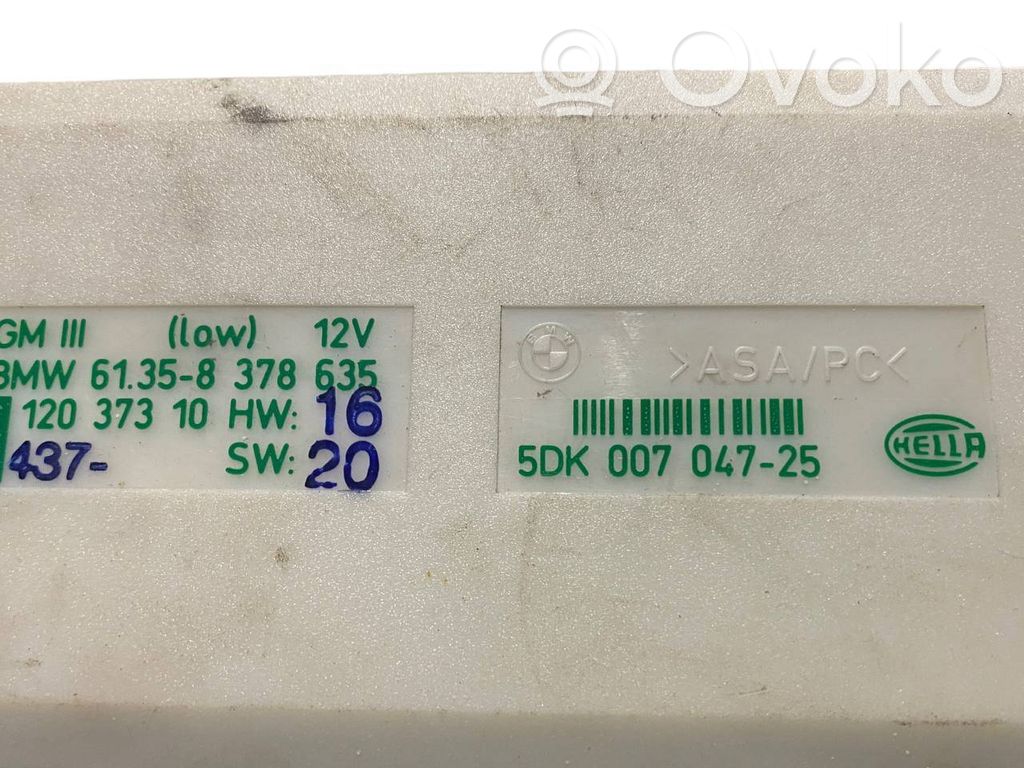 Ovoko
GM III (low) 12V
BMW 61.35-8 378 635
120 373 10 HW: 16
437- SW: 20
BMW
>ASA/PC<
5DK 007 047-25
HELLA